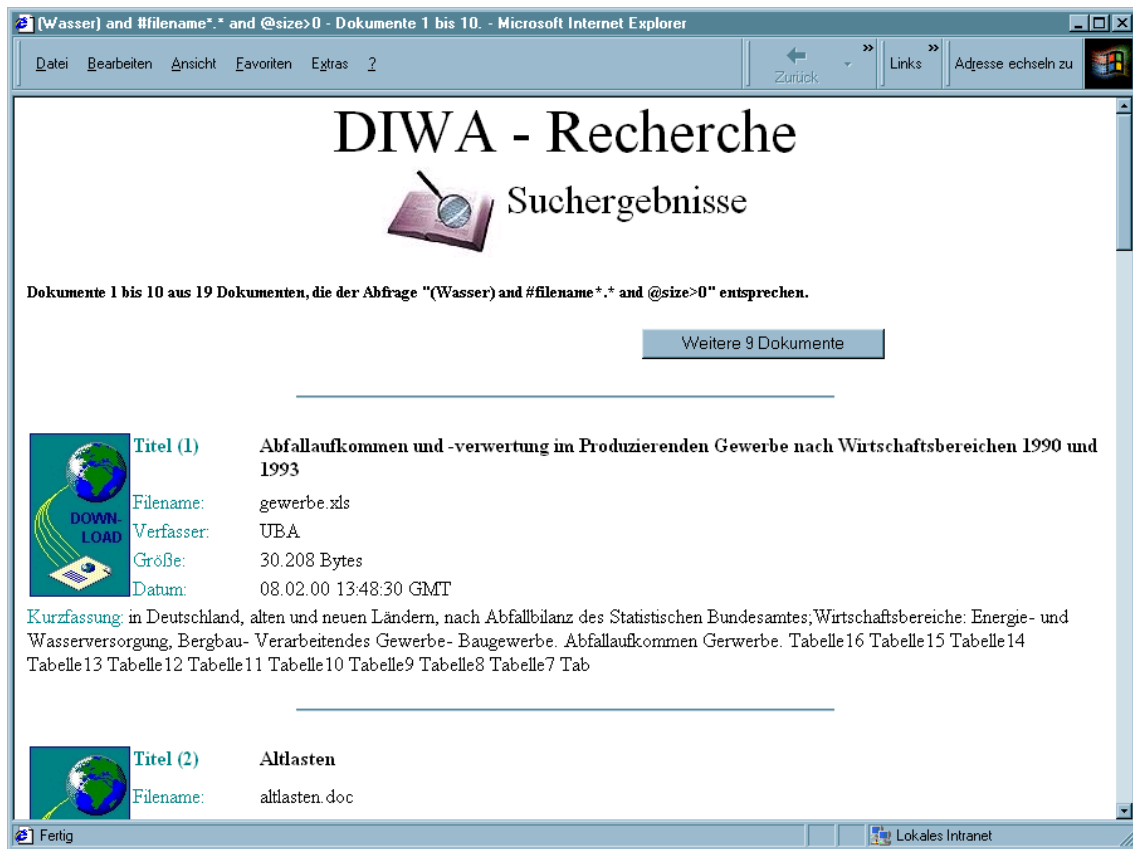 (Wasser) and #filename*.* and @size>0 - Dokumente 1 bis 10. - Microsoft Internet Explorer
Datei Bearbeiten Ansicht Favoriten Extras ?
Zurück » Links » Adresse echseln zu
DIWA - Recherche
Suchergebnisse
Dokumente 1 bis 10 aus 19 Dokumenten, die der Abfrage "(Wasser) and #filename*.* and @size>0" entsprechen.
Weitere 9 Dokumente
Titel (1) Abfallaufkommen und -verwertung im Produzierenden Gewerbe nach Wirtschaftsbereichen 1990 und
1993
Filename: gewerbe.xls
DOWN-
LOAD
Verfasser: UBA
Größe: 30.208 Bytes
Datum: 08.02.00 13:48:30 GMT
Kurzfassung: in Deutschland, alten und neuen Ländern, nach Abfallbilanz des Statistischen Bundesamtes;Wirtschaftsbereiche: Energie- und
Wasserversorgung, Bergbau- Verarbeitendes Gewerbe- Baugewerbe. Abfallaufkommen Gerwerbe. Tabelle16 Tabelle15 Tabelle14
Tabelle13 Tabelle12 Tabelle11 Tabelle10 Tabelle9 Tabelle8 Tabelle7 Tab
Titel (2) Altlasten
Filename: altlasten.doc
Fertig
Lokales Intranet